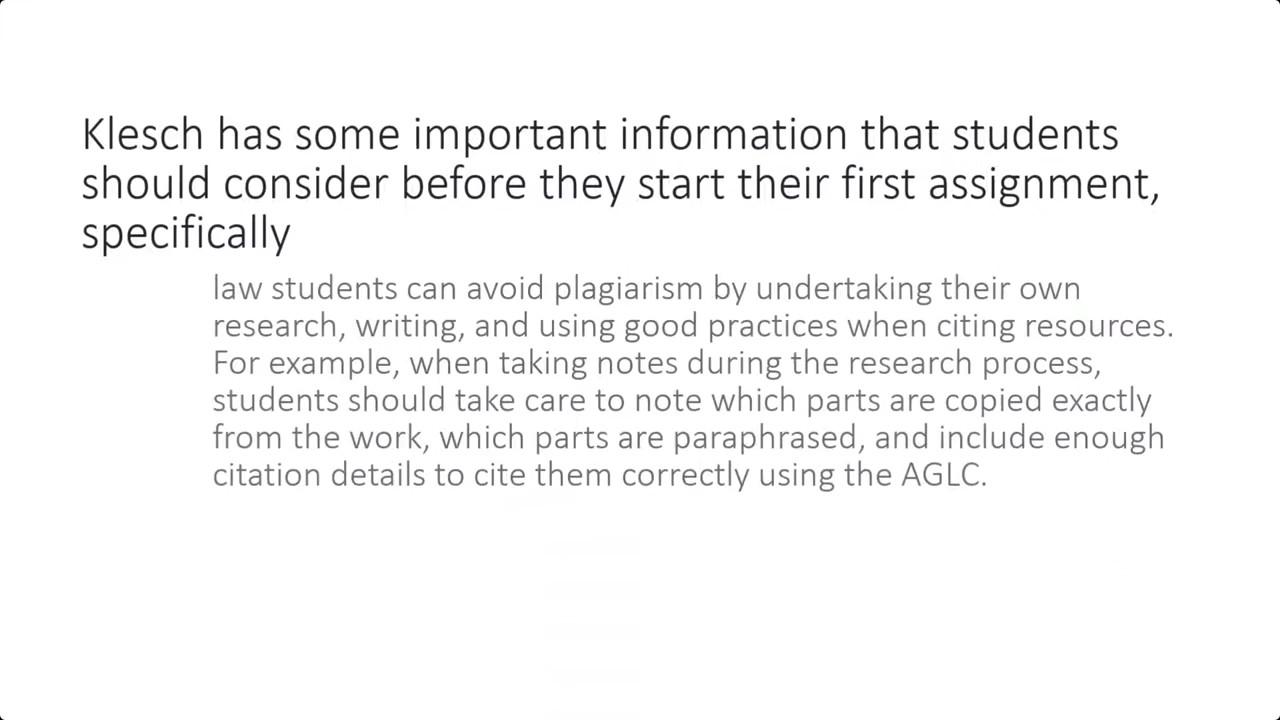 Klesch has some important information that students
should consider before they start their first assignment,
specifically
law students can avoid plagiarism by undertaking their own
research, writing, and using good practices when citing resources.
For example, when taking notes during the research process,
students should take care to note which parts are copied exactly
from the work, which parts are paraphrased, and include enough
citation details to cite them correctly using the AGLC.